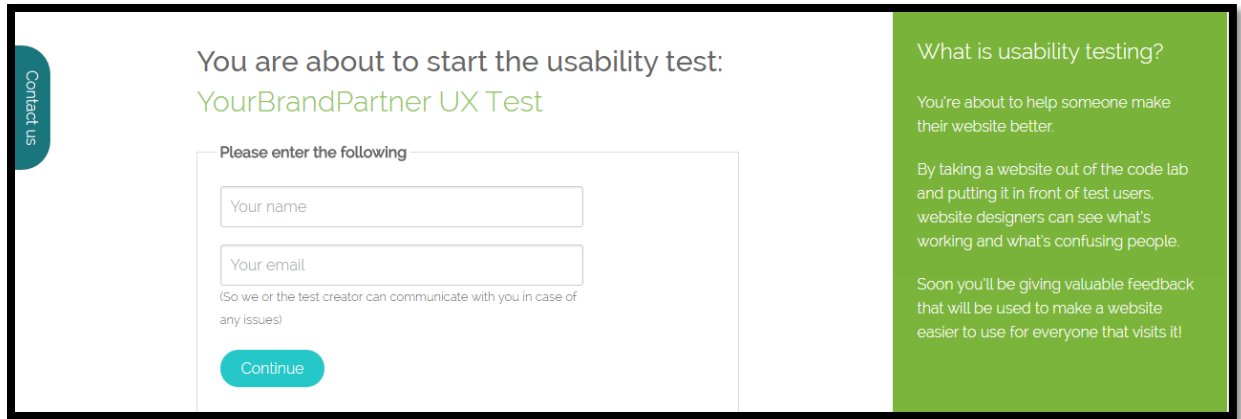 Contact us
You are about to start the usability test:
YourBrandPartner UX Test
Please enter the following
Your name
Your email
(So we or the test creator can communicate with you in case of
any issues)
Continue
What is usability testing?
You're about to help someone make
their website better.
By taking a website out of the code lab
and putting it in front of test users,
website designers can see what's
working and what's confusing people.
Soon you'll be giving valuable feedback
that will be used to make a website
easier to use for everyone that visits it!